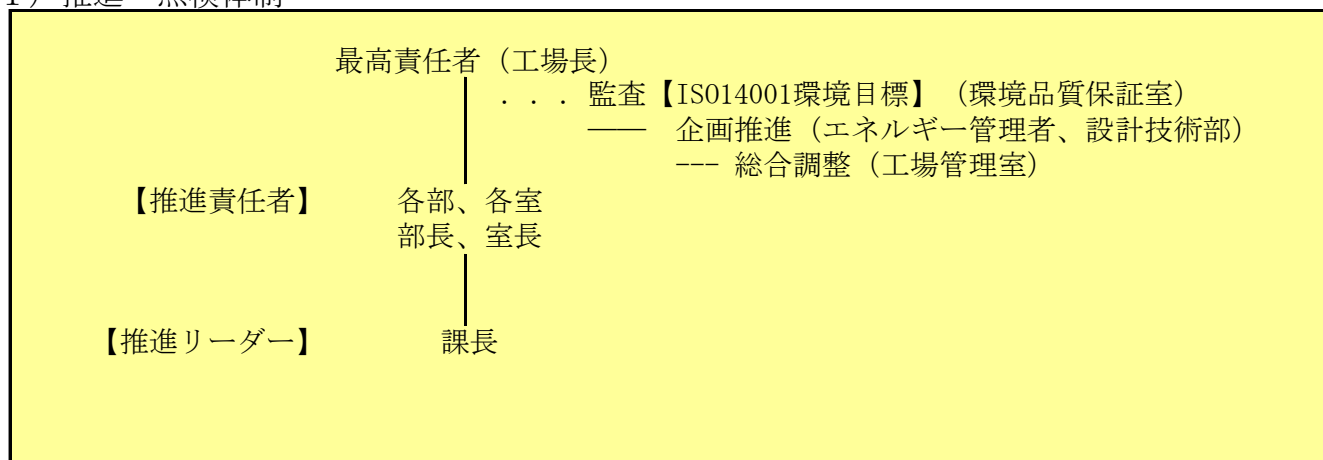 最高責任者（工場長）
．．．監査【ISO14001環境目標】（環境品質保証室）
―― 企画推進（エネルギー管理者、設計技術部）
--- 総合調整（工場管理室）
【推進責任者】 各部、各室
部長、室長
【推進リーダー】 課長